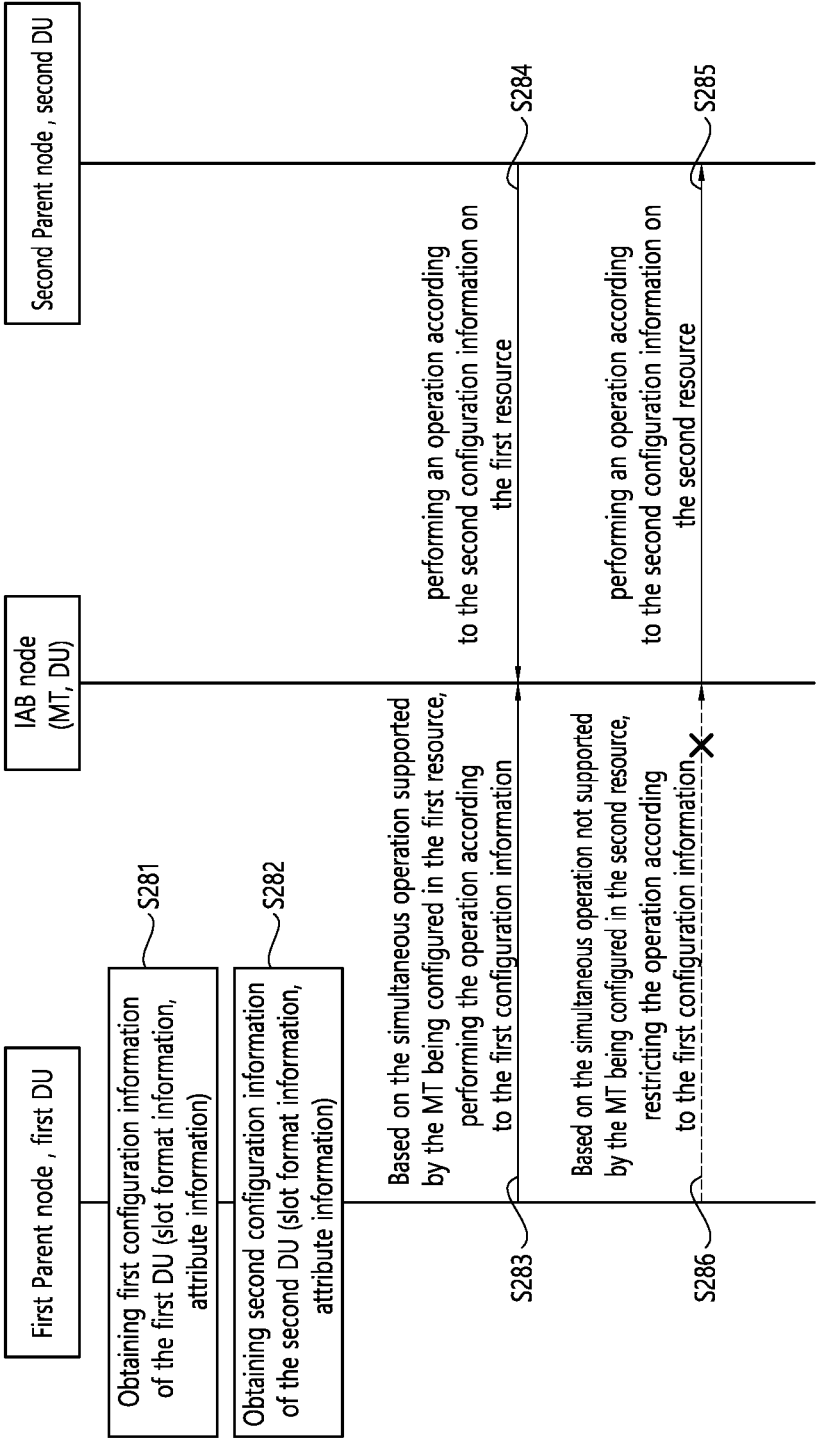 First Parent node , first DU
IAB node
(MT, DU)
Second Parent node , second DU
Obtaining first configuration information
of the first DU (slot format information,
attribute information)
S281
Obtaining second configuration information
of the second DU (slot format information,
attribute information)
S282
Based on the simultaneous operation supported
by the MT being configured in the first resource,
performing the operation according
to the first configuration information
S283
performing an operation according
to the second configuration information on
the first resource
S284
Based on the simultaneous operation not supported
by the MT being configured in the second resource,
restricting the operation according
to the first configuration information
S286
performing an operation according
to the second configuration information on
the second resource
S285